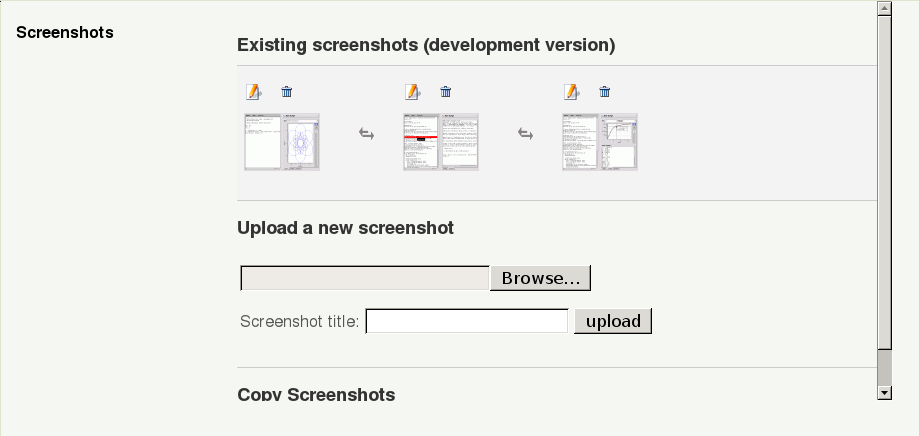 Screenshots
Existing screenshots (development version)
Upload a new screenshot
Browse...
Screenshot title:
upload
Copy Screenshots